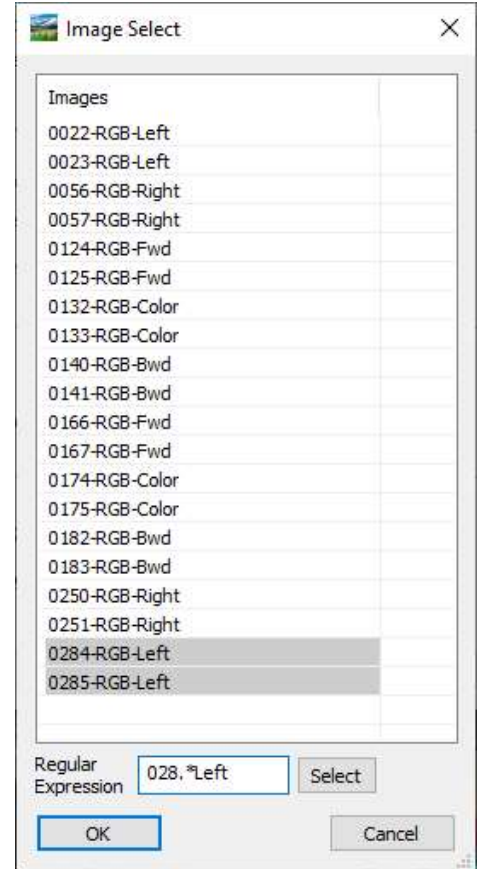 Image Select
Images
0022-RGB-Left
0023-RGB-Left
0056-RGB-Right
0057-RGB-Right
0124-RGB-Fwd
0125-RGB-Fwd
0132-RGB-Color
0133-RGB-Color
0140-RGB-Bwd
0141-RGB-Bwd
0166-RGB-Fwd
0167-RGB-Fwd
0174-RGB-Color
0175-RGB-Color
0182-RGB-Bwd
0183-RGB-Bwd
0250-RGB-Right
0251-RGB-Right
0284-RGB-Left
0285-RGB-Left
Regular
Expression
028.*Left
Select
OK
Cancel